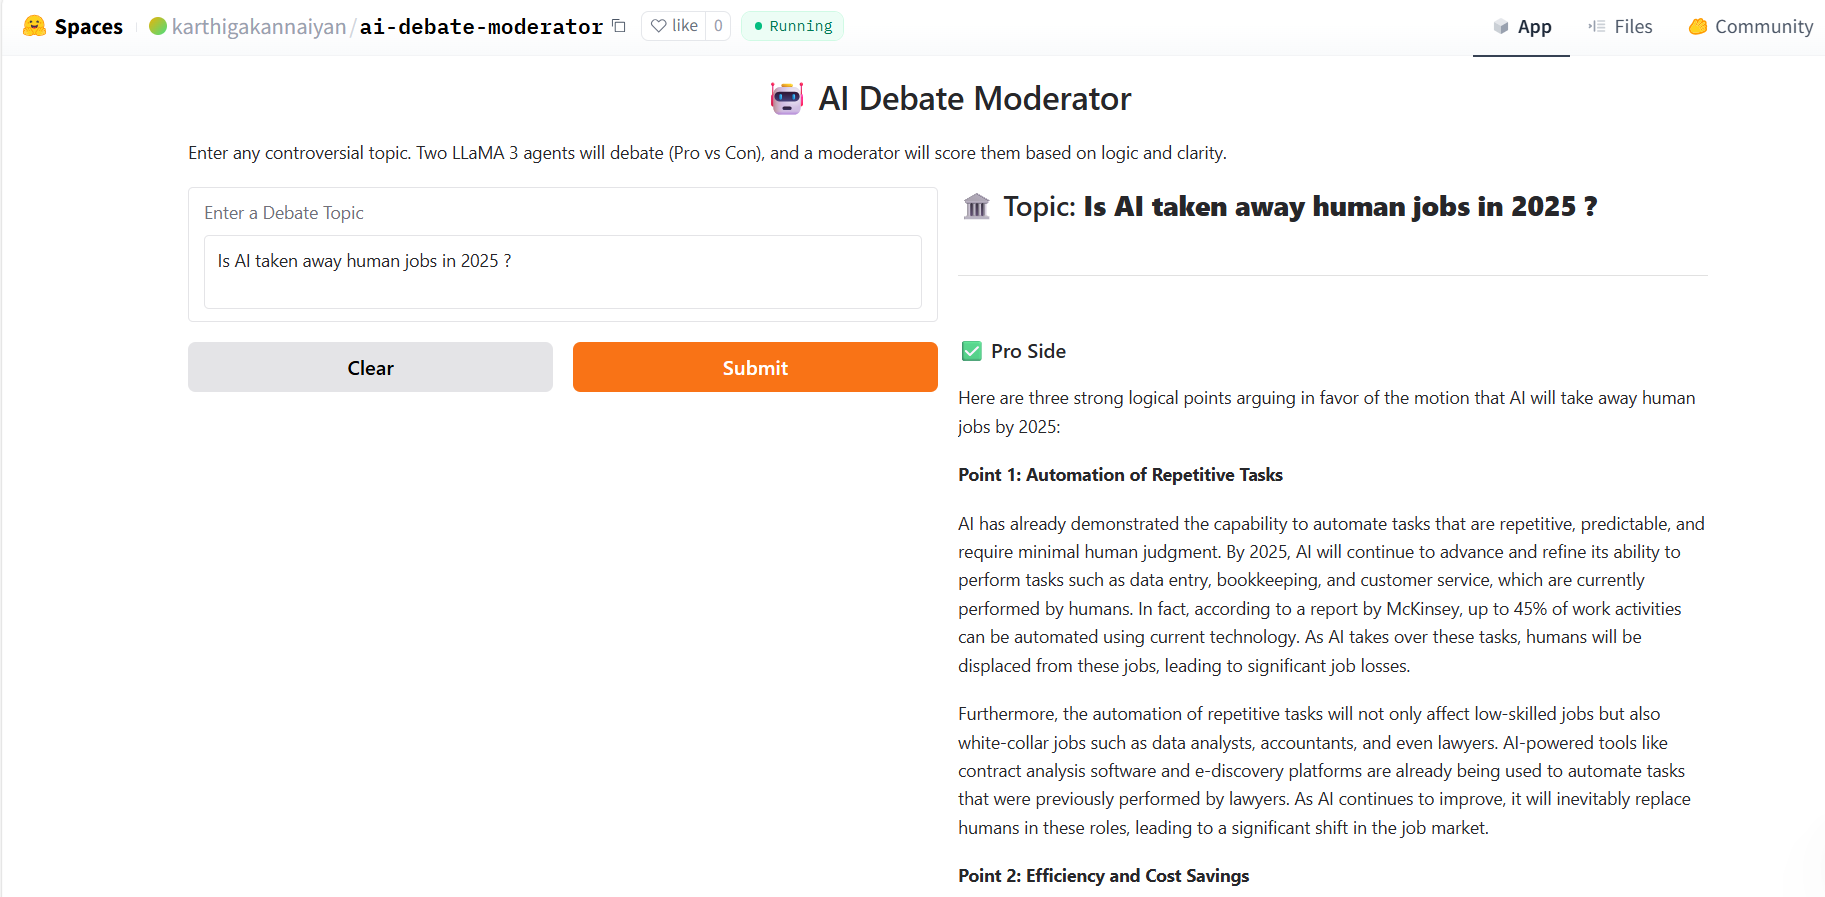 Spaces karthigakannaiyan/ai-debate-moderator like 0 Running App Files Community
AI Debate Moderator
Enter any controversial topic. Two LLaMA 3 agents will debate (Pro vs Con), and a moderator will score them based on logic and clarity.
Enter a Debate Topic
Is AI taken away human jobs in 2025 ?
Clear Submit
Topic: Is AI taken away human jobs in 2025 ?
Pro Side
Here are three strong logical points arguing in favor of the motion that AI will take away human
jobs by 2025:
Point 1: Automation of Repetitive Tasks
AI has already demonstrated the capability to automate tasks that are repetitive, predictable, and
require minimal human judgment. By 2025, AI will continue to advance and refine its ability to
perform tasks such as data entry, bookkeeping, and customer service, which are currently
performed by humans. In fact, according to a report by McKinsey, up to 45% of work activities
can be automated using current technology. As AI takes over these tasks, humans will be
displaced from these jobs, leading to significant job losses.
Furthermore, the automation of repetitive tasks will not only affect low-skilled jobs but also
white-collar jobs such as data analysts, accountants, and even lawyers. AI-powered tools like
contract analysis software and e-discovery platforms are already being used to automate tasks
that were previously performed by lawyers. As AI continues to improve, it will inevitably replace
humans in these roles, leading to a significant shift in the job market.
Point 2: Efficiency and Cost Savings